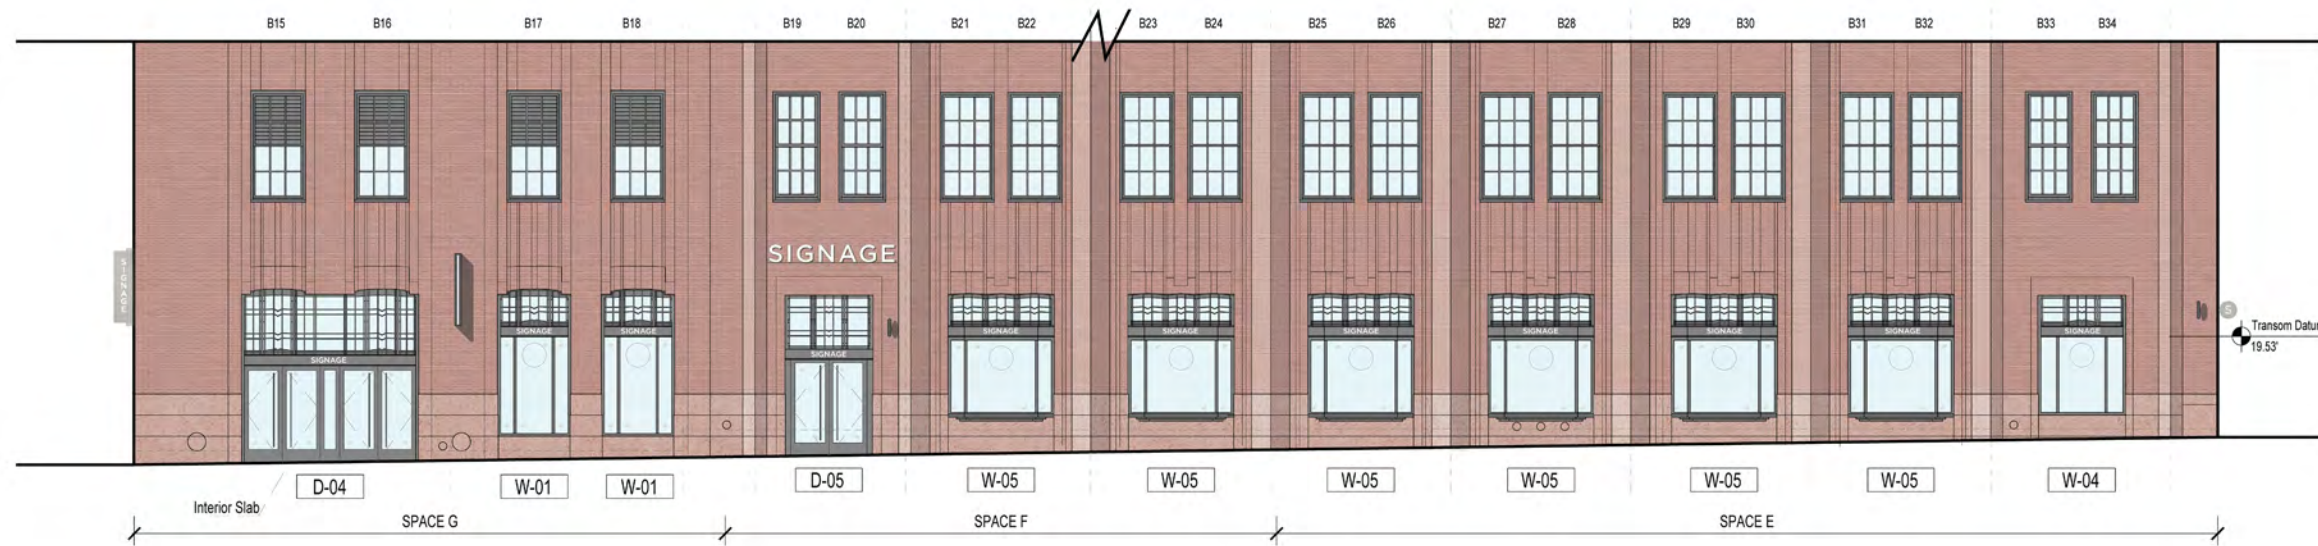 B15 B16 B17 B18 B19 B20 B21 B22 B23 B24 B25 B26 B27 B28 B29 B30 B31 B32 B33 B34
SIGNAGE
SIGNAGE
S
SIGNAGE SIGNAGE SIGNAGE SIGNAGE SIGNAGE SIGNAGE SIGNAGE SIGNAGE SIGNAGE
Transom Datu
19.53'
SIGNAGE SIGNAGE
D-04 W-01 W-01 D-05 W-05 W-05 W-05 W-05 W-05 W-05 W-04
Interior Slab
SPACE G SPACE F SPACE E